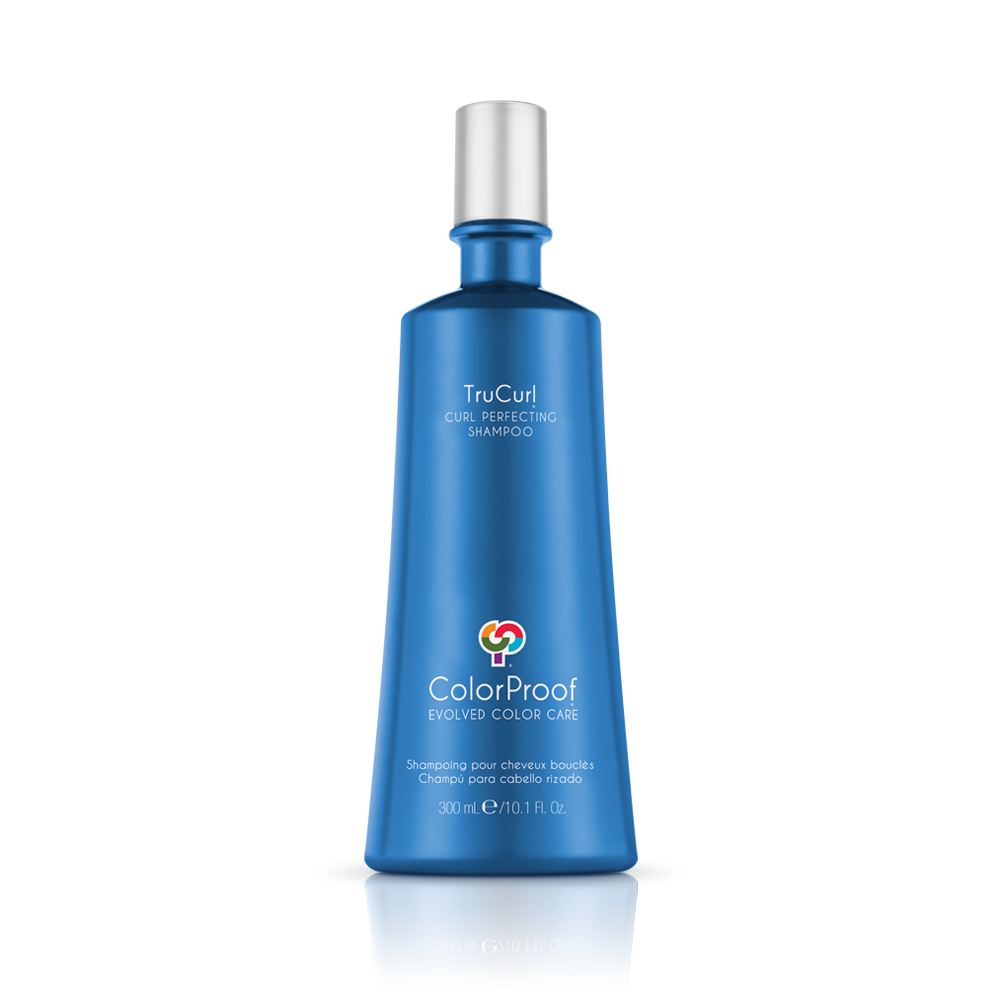 TruCurl
CURL PERFECTING
SHAMPOO
ColorProof
EVOLVED COLOR CARE
Shampoing pour cheveux bouclés
Champú para cabello rizado
300 mL ℮/10.1 Fl. Oz.